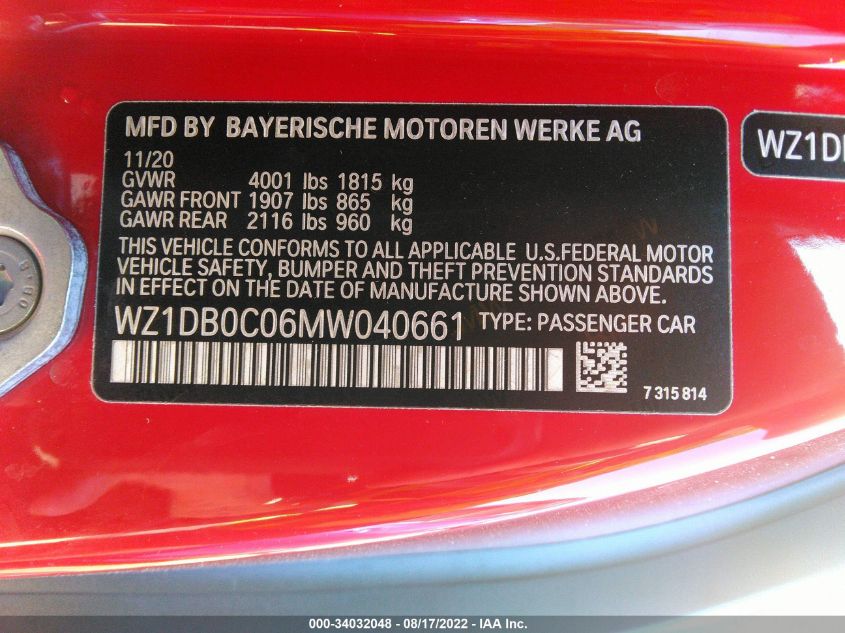 MFD BY BAYERISCHE MOTOREN WERKE AG
11/20
GVWR 4001 lbs 1815 kg
GAWR FRONT 1907 lbs 865 kg
GAWR REAR 2116 lbs 960 kg
THIS VEHICLE CONFORMS TO ALL APPLICABLE U.S.FEDERAL MOTOR
VEHICLE SAFETY, BUMPER AND THEFT PREVENTION STANDARDS
IN EFFECT ON THE DATE OF MANUFACTURE SHOWN ABOVE.
WZ1DB0C06MW040661 TYPE: PASSENGER CAR
7 315 814
WZ1D
000-34032048 - 08/17/2022 - IAA Inc.